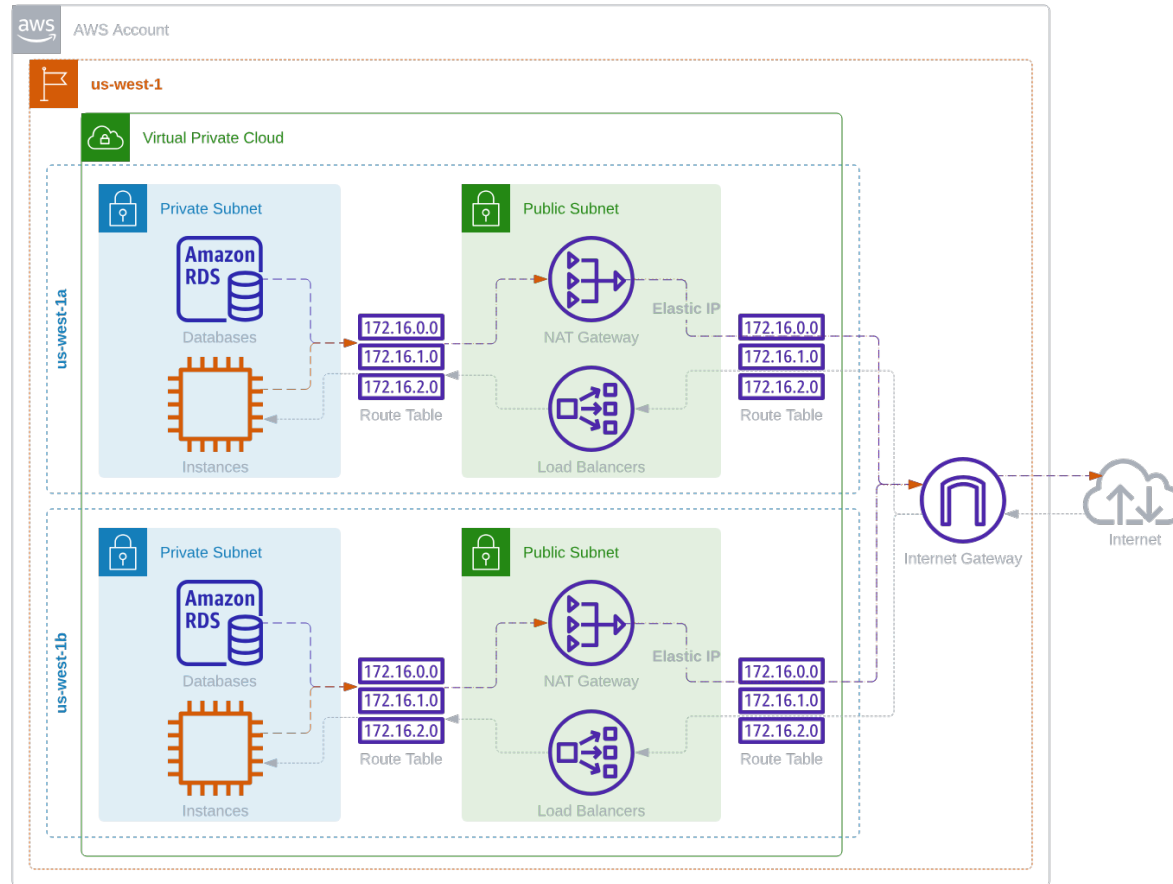 aws
AWS Account
us-west-1
Virtual Private Cloud
us-west-1a
Private Subnet
Amazon
RDS
Databases
Instances
172.16.0.0
172.16.1.0
172.16.2.0
Route Table
Public Subnet
NAT Gateway
Elastic IP
Load Balancers
172.16.0.0
172.16.1.0
172.16.2.0
Route Table
us-west-1b
Private Subnet
Amazon
RDS
Databases
Instances
172.16.0.0
172.16.1.0
172.16.2.0
Route Table
Public Subnet
NAT Gateway
Elastic IP
Load Balancers
172.16.0.0
172.16.1.0
172.16.2.0
Route Table
Internet Gateway
Internet